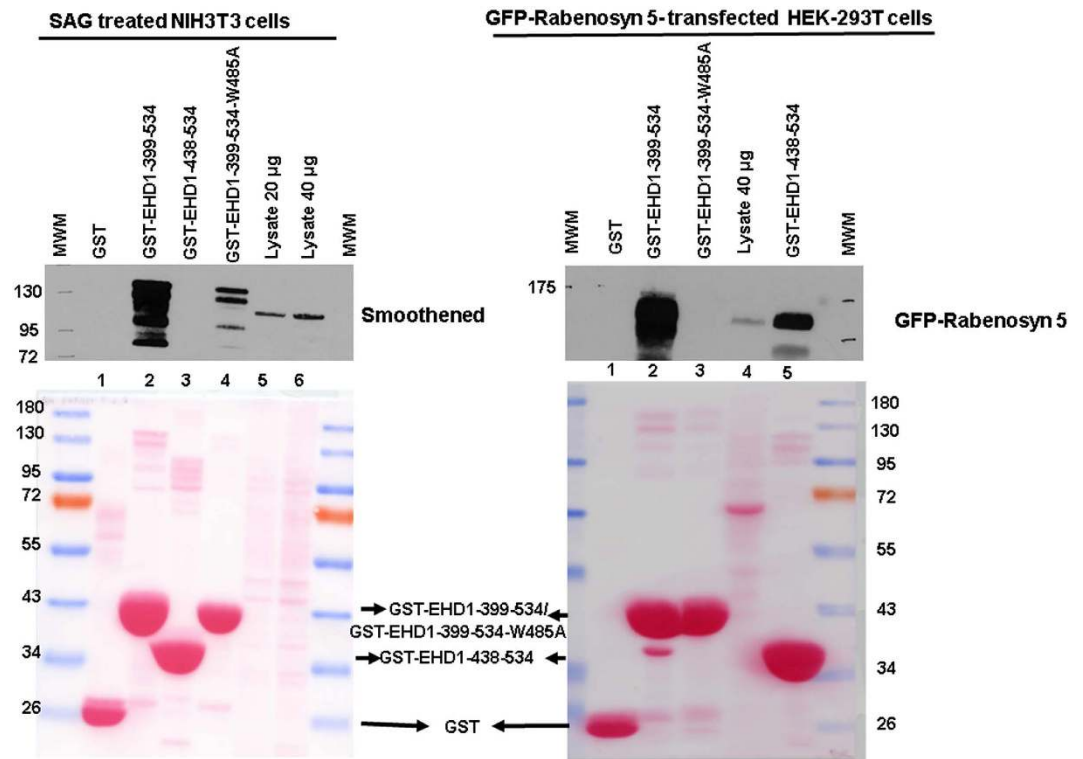 SAG treated NIH3T3 cells
GFP-Rabenosyn 5-transfected HEK-293T cells
MWM
GST
GST-EHD1-399-534
GST-EHD1-438-534
GST-EHD1-399-534-W485A
Lysate 20 µg
Lysate 40 µg
MWM
MWM
GST
GST-EHD1-399-534
GST-EHD1-399-534-W485A
Lysate 40 µg
GST-EHD1-438-534
MWM
130
95
72
Smoothened
175
GFP-Rabenosyn 5
1 2 3 4 5 6
1 2 3 4 5
180
130
95
72
55
43
34
26
GST-EHD1-399-534/
GST-EHD1-399-534-W485A
GST-EHD1-438-534
GST
180
130
95
72
55
43
34
26